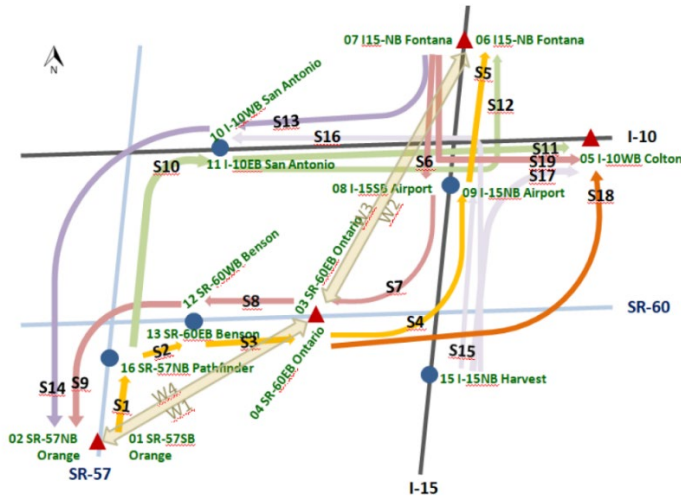 07 I15-NB Fontana
06 I15-NB Fontana
N
S5
10 I-10WB San Antonio
S13
S12
S16
I-10
S11
S10
11 I-10EB San Antonio
S6
S19
05 I-10WB Colton
S17
08 I-15SB Airport
09 I-15NB Airport
S18
W3
W2
03 SR-60EB Ontario
12 SR-60WB Benson
S7
S8
SR-60
13 SR-60EB Benson
S4
S2
S3
16 SR-57NB Pathfinder
S15
04 SR-60EB Ontario
15 I-15NB Harvest
S14
S9
W4
W1
S1
02 SR-57NB
Orange
01 SR-57SB
Orange
SR-57
I-15